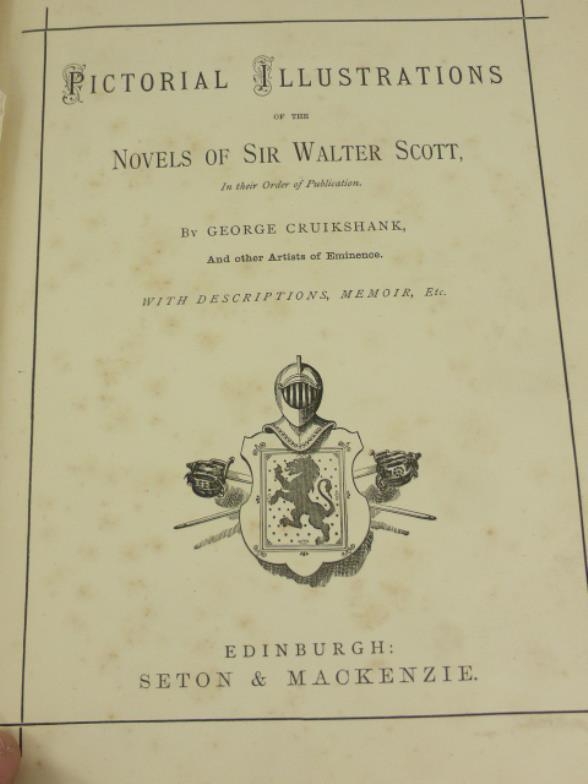 PICTORIAL ILLUSTRATIONS
OF THE
NOVELS OF SIR WALTER SCOTT,
In their Order of Publication.
BY GEORGE CRUIKSHANK,
And other Artists of Eminence.
WITH DESCRIPTIONS, MEMOIR, Etc.
EDINBURGH:
SETON & MACKENZIE.